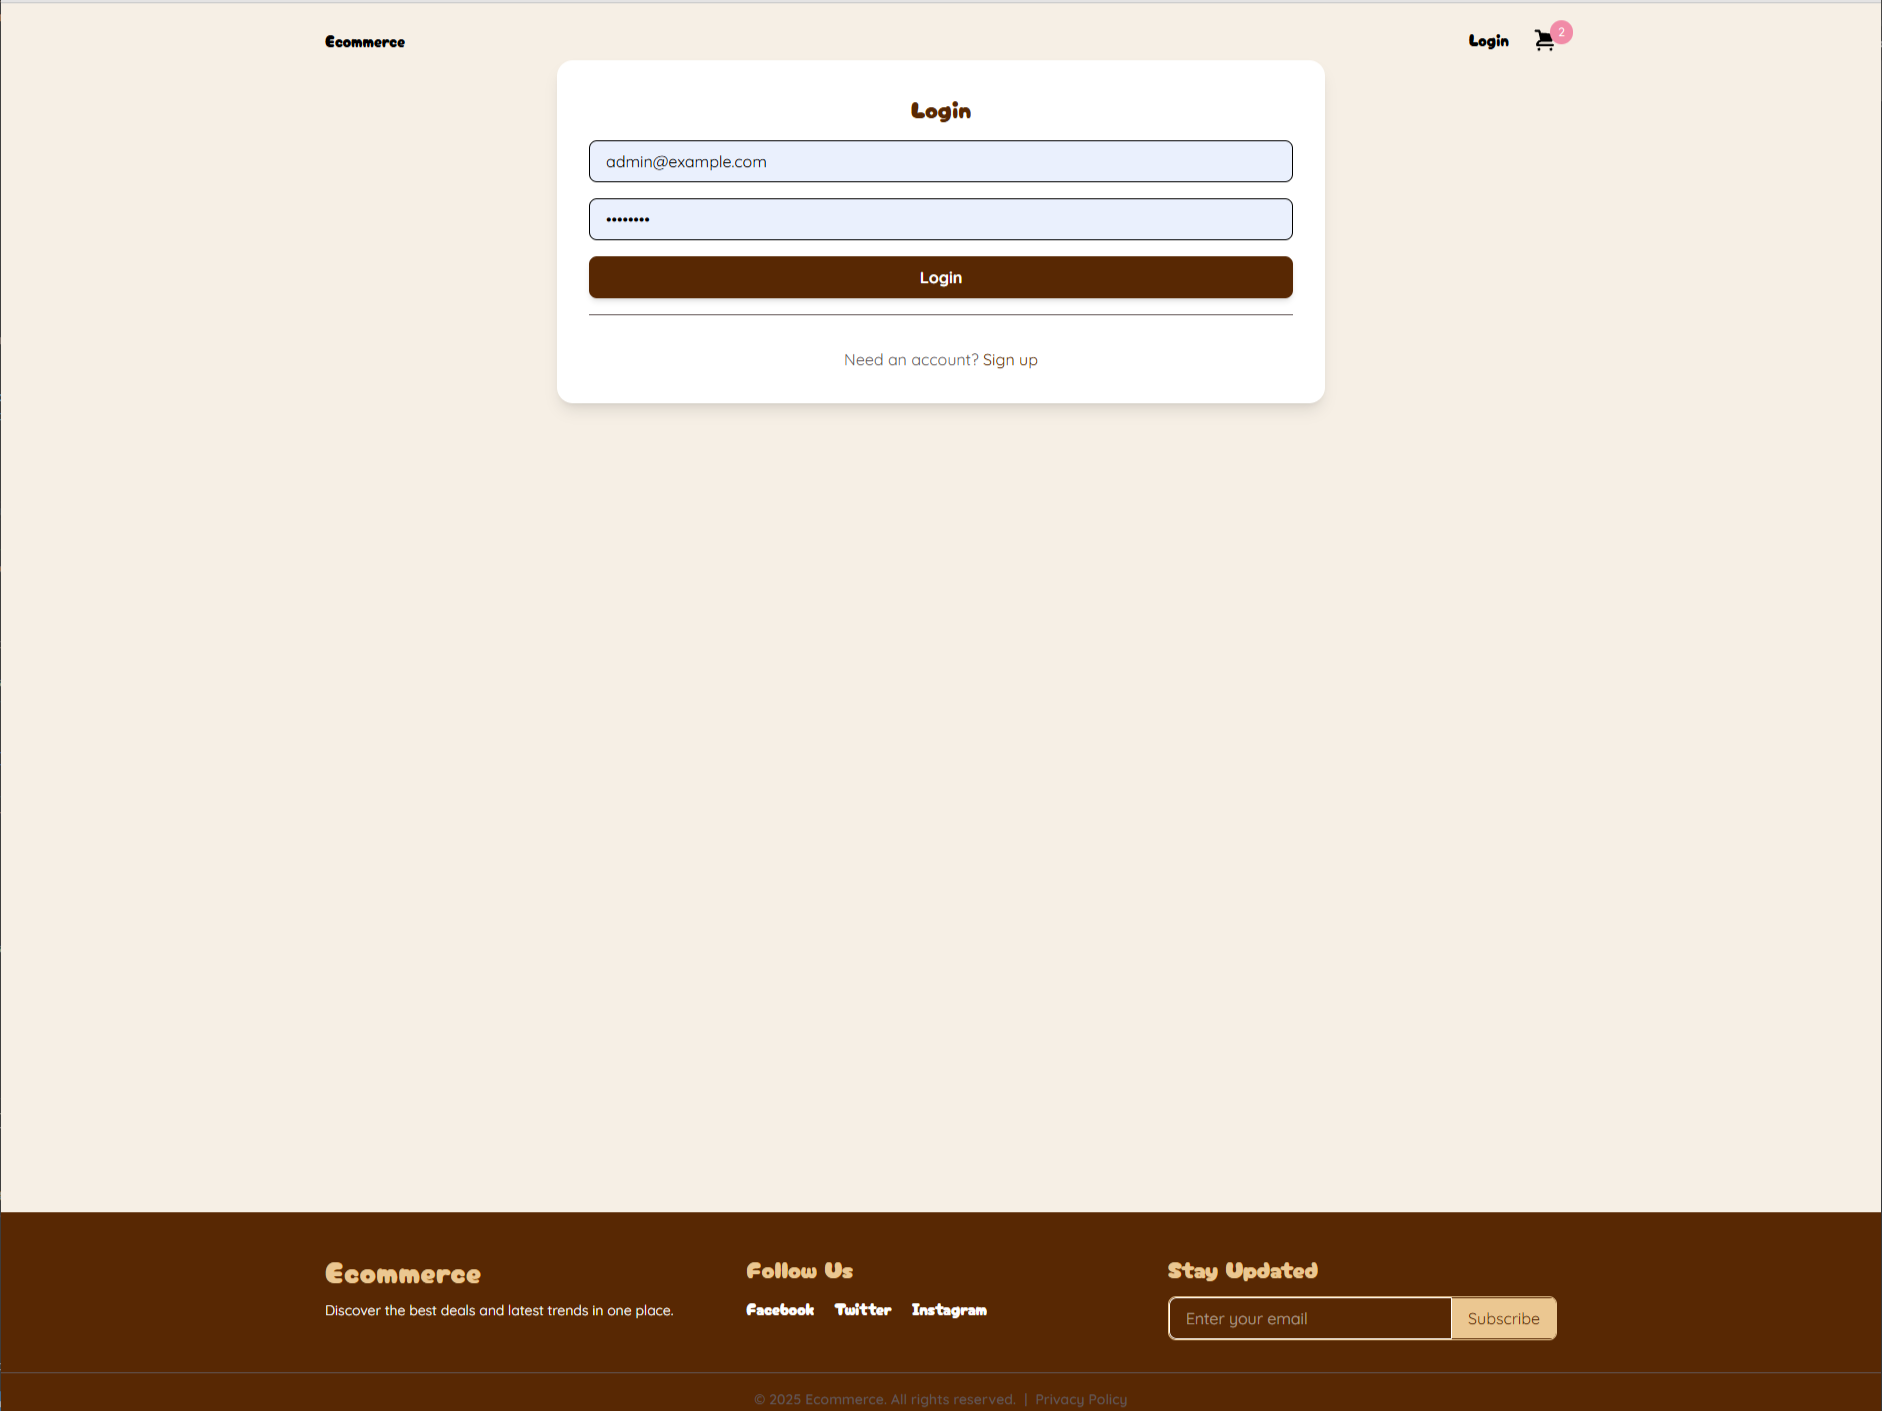 Ecommerce
Login
2
Login
admin@example.com
••••••••
Login
Need an account? Sign up
Ecommerce
Discover the best deals and latest trends in one place.
Follow Us
Facebook Twitter Instagram
Stay Updated
Enter your email
Subscribe
© 2025 Ecommerce. All rights reserved. | Privacy Policy